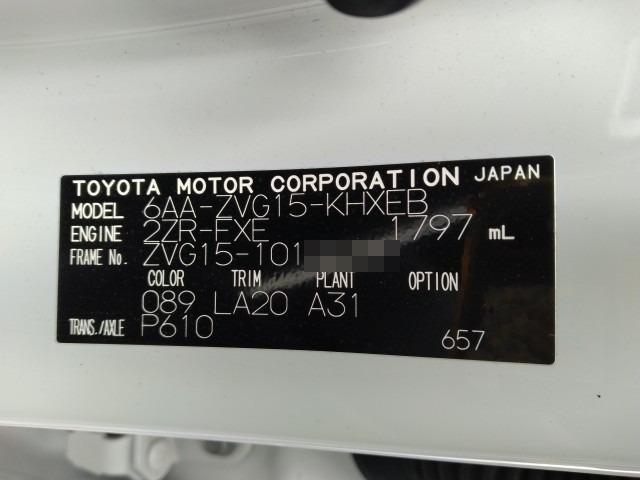 TOYOTA MOTOR CORPORATION JAPAN
MODEL 6AA-ZVG15-KHXEB
ENGINE 2ZR-FXE 1797 mL
FRAME No. ZVG15-101
COLOR TRIM PLANT OPTION
089 LA20 A31
TRANS./AXLE P610
657